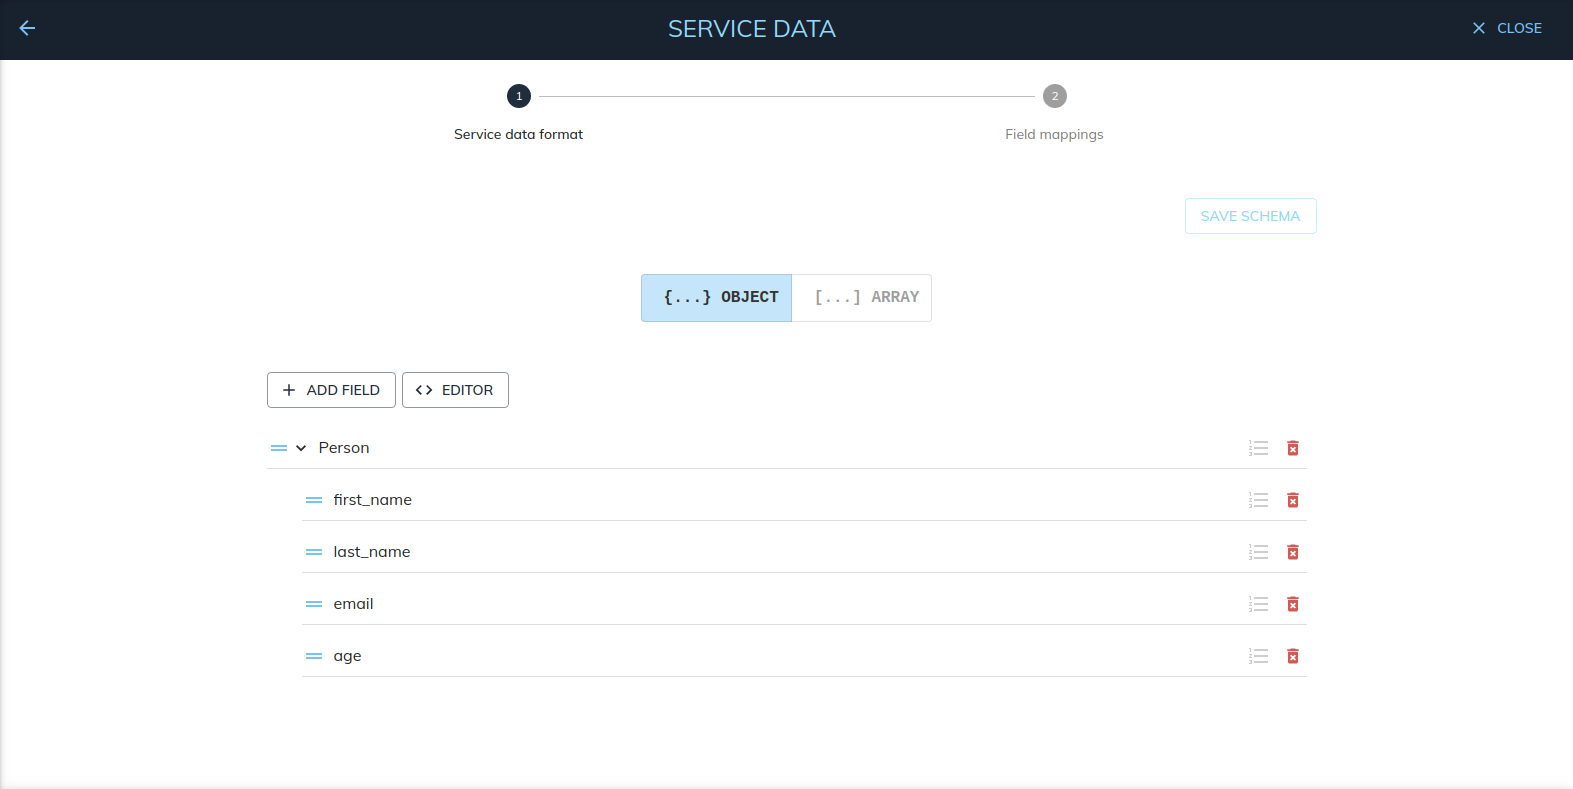 SERVICE DATA
CLOSE
1
2
Service data format
Field mappings
SAVE SCHEMA
{...} OBJECT
[...] ARRAY
ADD FIELD
EDITOR
Person
first_name
last_name
email
age